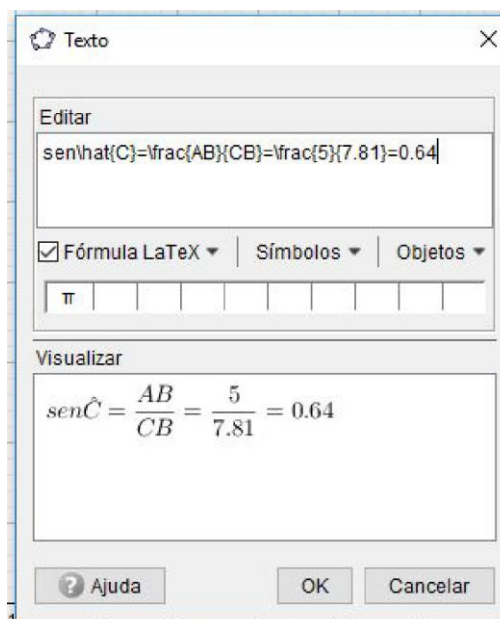 Texto
Editar
sen\hat{C}=\frac{AB}{CB}=\frac{5}{7.81}=0.64
Fórmula LaTeX Símbolos Objetos
π
Visualizar
senĈ = AB/CB = 5/7.81 = 0.64
Ajuda OK Cancelar
1